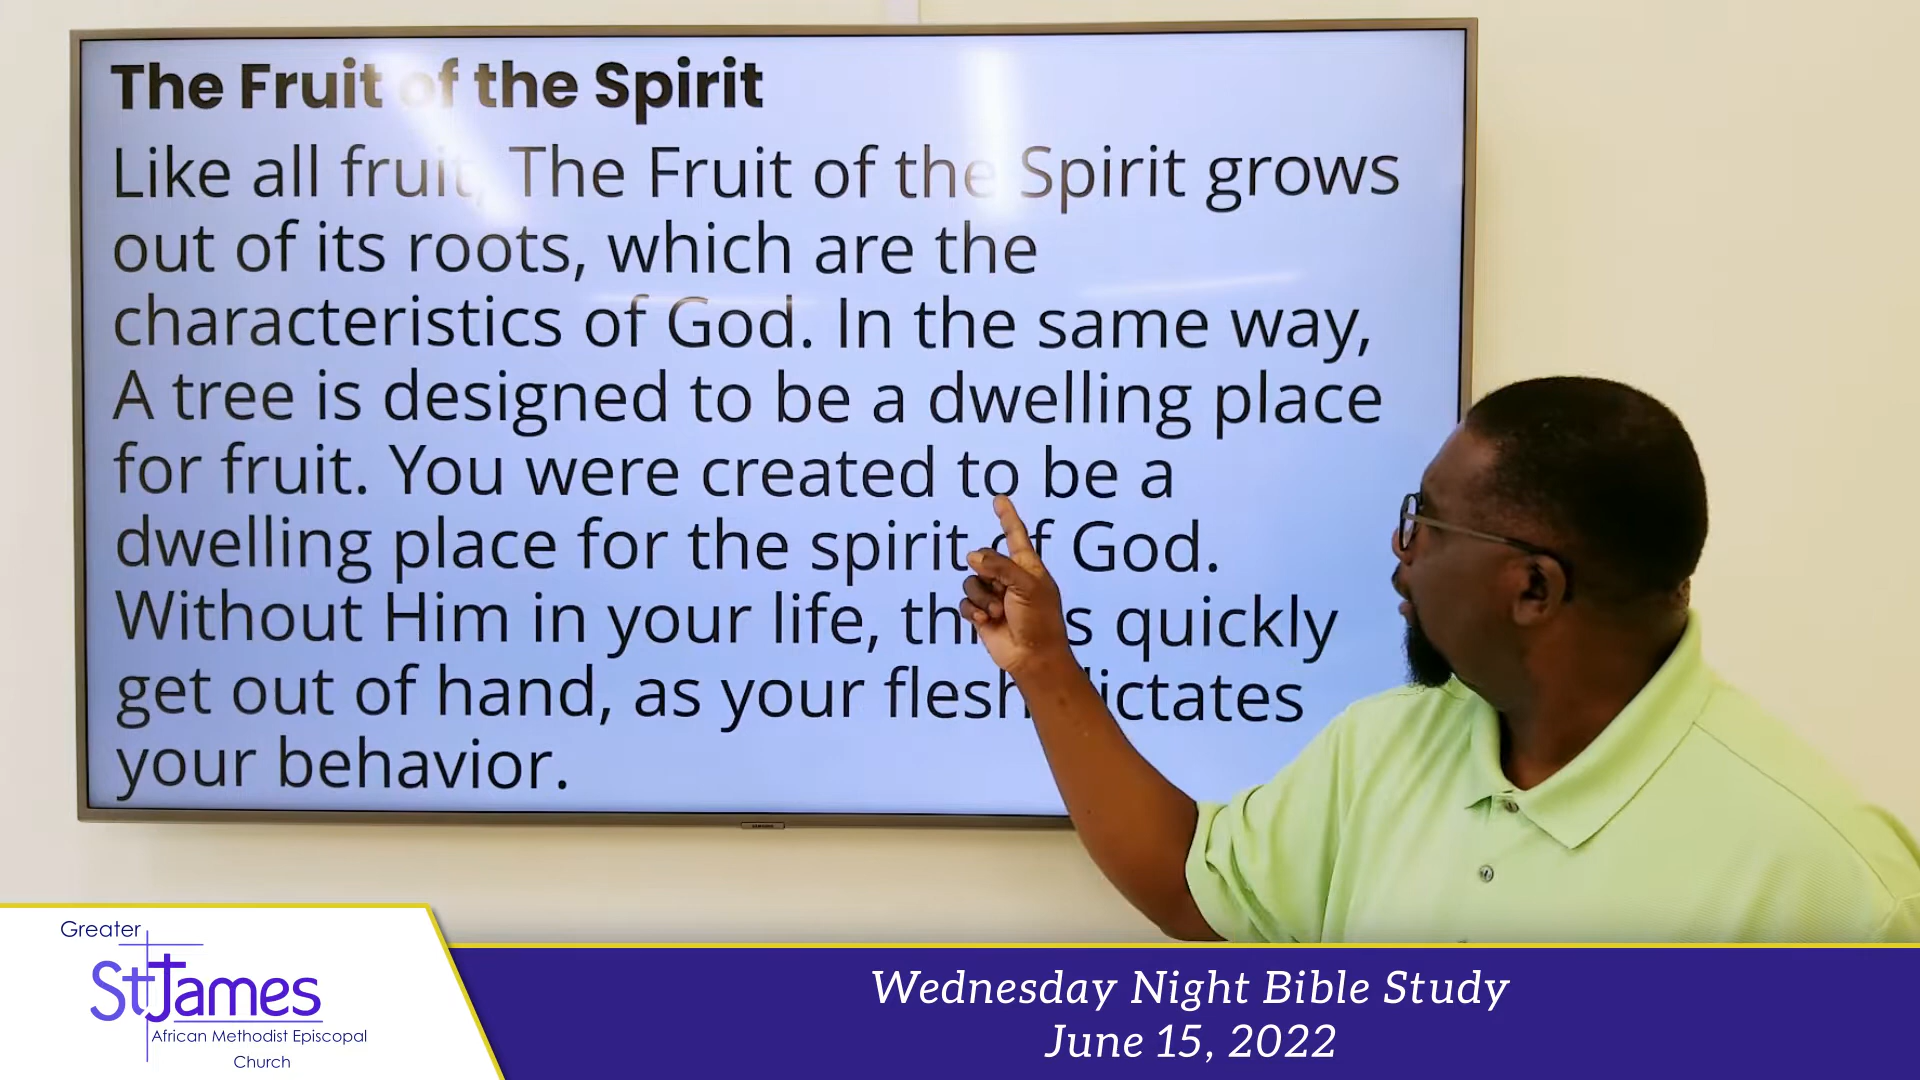 The Fruit of the Spirit
Like all fruit, The Fruit of the Spirit grows
out of its roots, which are the
characteristics of God. In the same way,
A tree is designed to be a dwelling place
for fruit. You were created to be a
dwelling place for the spirit of God.
Without Him in your life, things quickly
get out of hand, as your flesh dictates
your behavior.
SAMSUNG
Greater
St James
African Methodist Episcopal
Church
Wednesday Night Bible Study
June 15, 2022